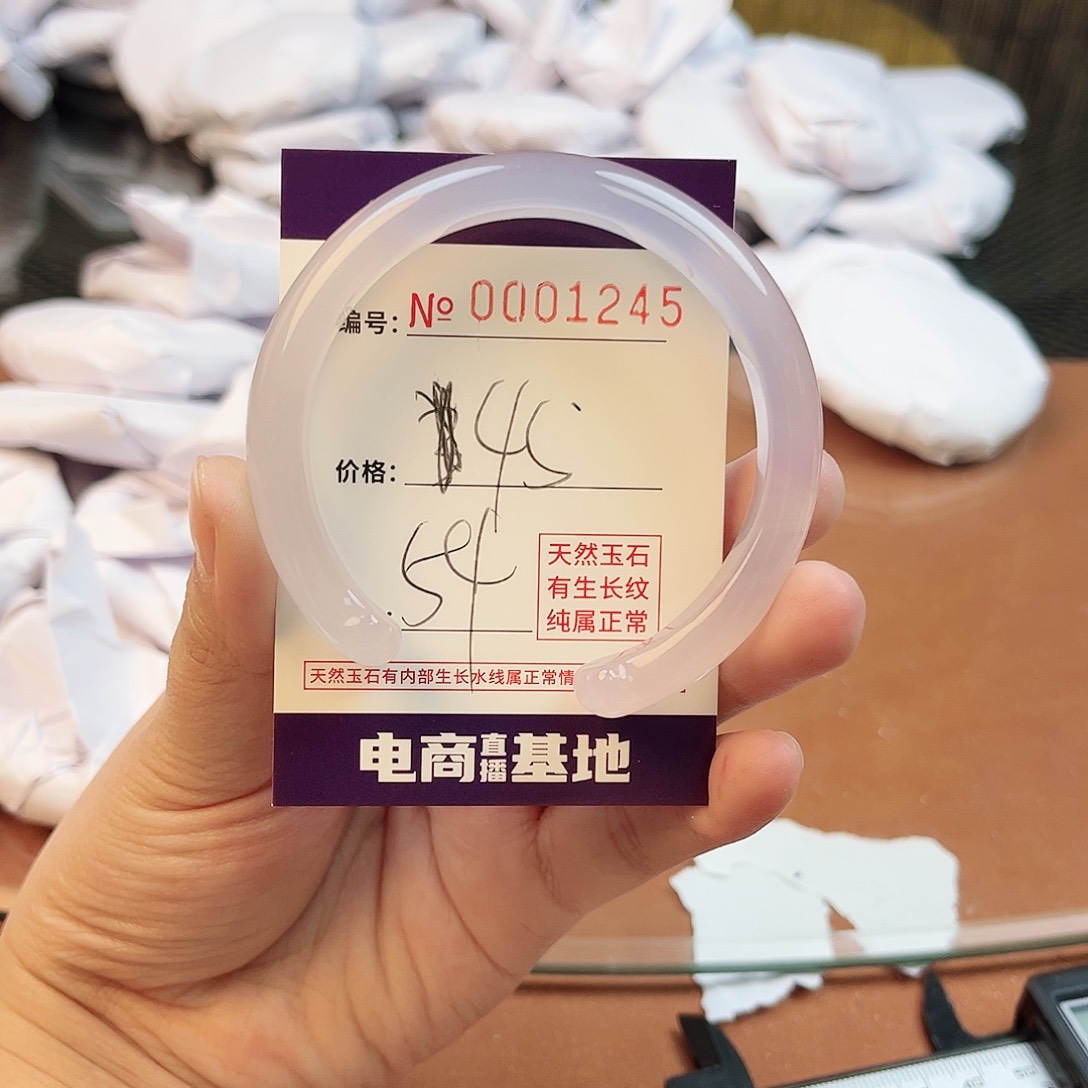 编号: № 0001245
价格: 45
54
天然玉石
有生长纹
纯属正常
天然玉石有内部生长水线属正常情
电商直播基地